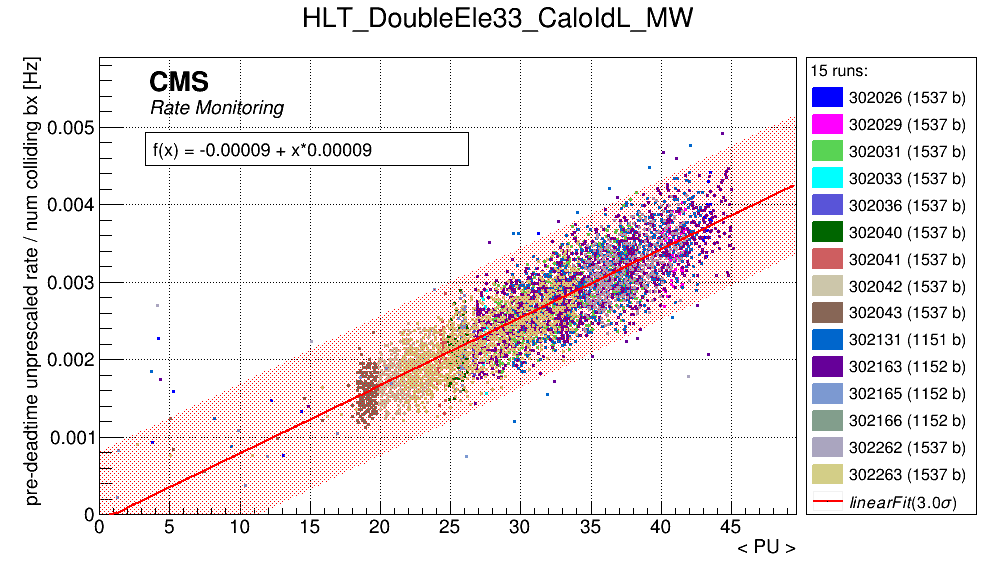 HLT_DoubleEle33_CaloIdL_MW
pre-deadtime unprescaled rate / num colliding bx [Hz]
CMS
Rate Monitoring
f(x) = -0.00009 + x*0.00009
0.005
0.004
0.003
0.002
0.001
0
0 5 10 15 20 25 30 35 40 45
< PU >
15 runs:
302026 (1537 b)
302029 (1537 b)
302031 (1537 b)
302033 (1537 b)
302036 (1537 b)
302040 (1537 b)
302041 (1537 b)
302042 (1537 b)
302043 (1537 b)
302131 (1151 b)
302163 (1152 b)
302165 (1152 b)
302166 (1152 b)
302262 (1537 b)
302263 (1537 b)
linearFit(3.0σ)